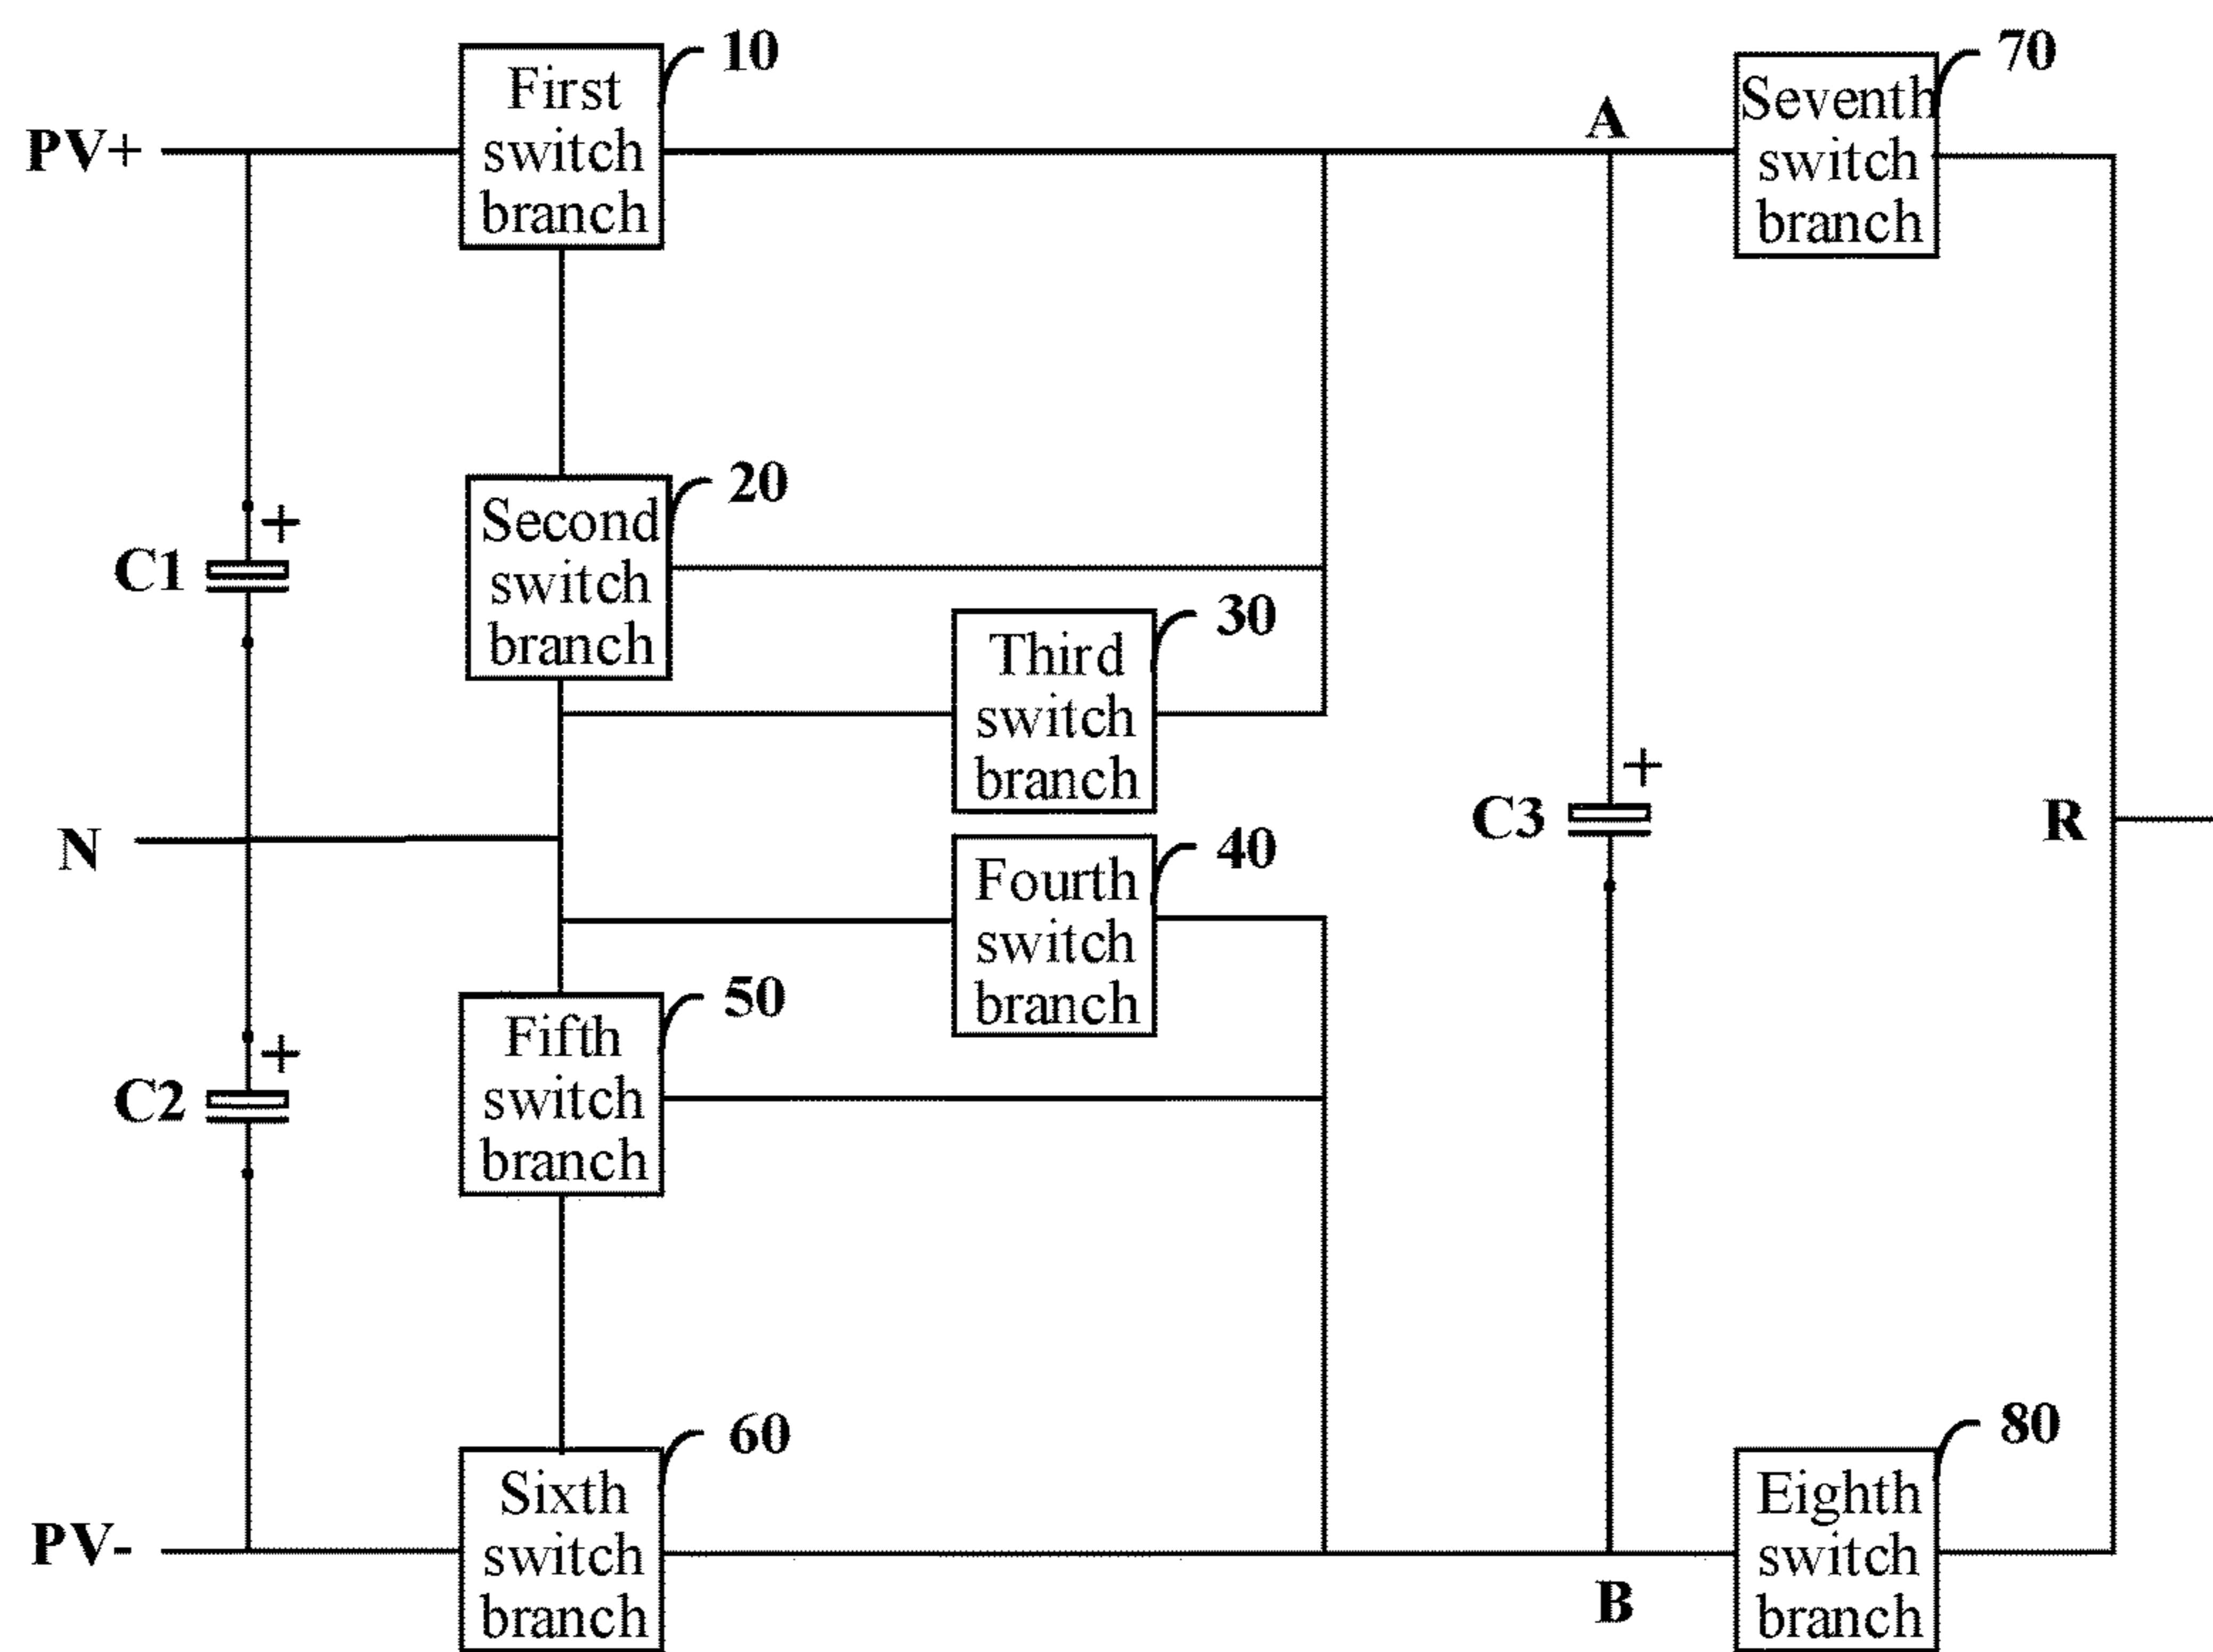 10
First
switch
branch
PV+
A
70
Seventh
switch
branch
20
Second
switch
branch
C1
+
30
Third
switch
branch
+
C3
N
R
40
Fourth
switch
branch
50
Fifth
switch
branch
C2
+
60
Sixth
switch
branch
PV-
B
80
Eighth
switch
branch